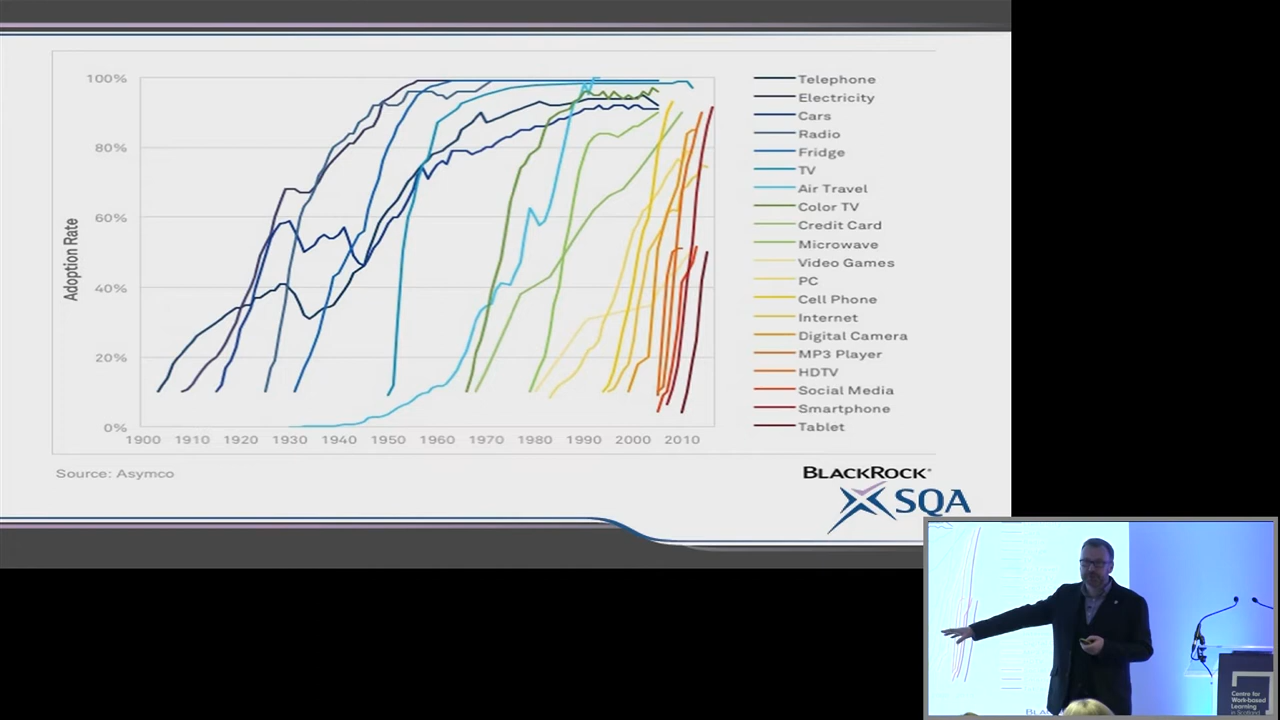 100%
80%
60%
40%
20%
0%
Adoption Rate
1900 1910 1920 1930 1940 1950 1960 1970 1980 1990 2000 2010
Telephone
Electricity
Cars
Radio
Fridge
TV
Air Travel
Color TV
Credit Card
Microwave
Video Games
PC
Cell Phone
Internet
Digital Camera
MP3 Player
HDTV
Social Media
Smartphone
Tablet
Source: Asymco
BLACKROCK®
SQA
Centre for
Work-based
Learning
in Scotland